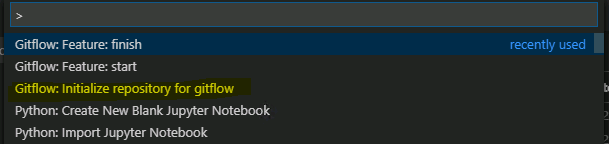 >
Gitflow: Feature: finish recently used
Gitflow: Feature: start
Gitflow: Initialize repository for gitflow
Python: Create New Blank Jupyter Notebook
Python: Import Jupyter Notebook